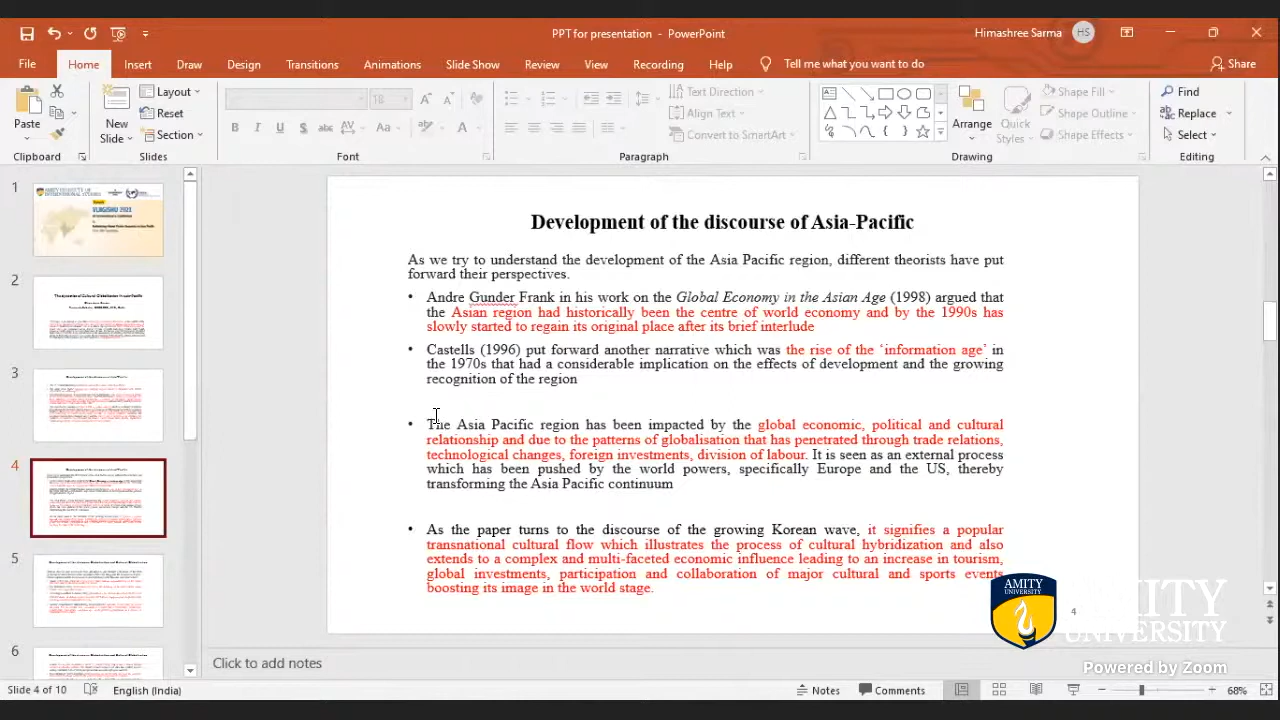 PPT for presentation - PowerPoint
Himashree Sarma HS
File Home Insert Draw Design Transitions Animations Slide Show Review View Recording Help Tell me what you want to do Share
Paste New Slide Layout Reset Section
18
B I U S abc AV Aa A
Text Direction Align Text Convert to SmartArt
Arrange Quick Styles Shape Fill Shape Outline Shape Effects
Find Replace Select
Clipboard Slides Font Paragraph Drawing Editing
1
2
3
4
5
6
Development of the discourse of Asia-Pacific
As we try to understand the development of the Asia Pacific region, different theorists have put
forward their perspectives.
• Andre Gunder Frank in his work on the Global Economy in the Asian Age (1998) argued that
the Asian region had historically been the centre of world economy and by the 1990s has
slowly started to regain its original place after its brief interlude
• Castells (1996) put forward another narrative which was the rise of the ‘information age’ in
the 1970s that had a considerable implication on the effects of development and the growing
recognition of the region
• The Asia Pacific region has been impacted by the global economic, political and cultural
relationship and due to the patterns of globalisation that has penetrated through trade relations,
technological changes, foreign investments, division of labour. It is seen as an external process
which has been pushed by the world powers, specifically Europe and the US, thereby
transforming the Asia Pacific continuum
• As the paper turns to the discourse of the growing Korean wave, it signifies a popular
transnational cultural flow which illustrates the process of cultural hybridization and also
extends to a complex and multi-faceted economic influence leading to an increase in tourism,
global investments, participation and collaboration of major cultural and sports events
boosting its image in the world stage.
4
AMITY UNIVERSITY
AMITY UNIVERSITY
Powered by Zoom
Click to add notes
Slide 4 of 10 English (India) Notes Comments 68%